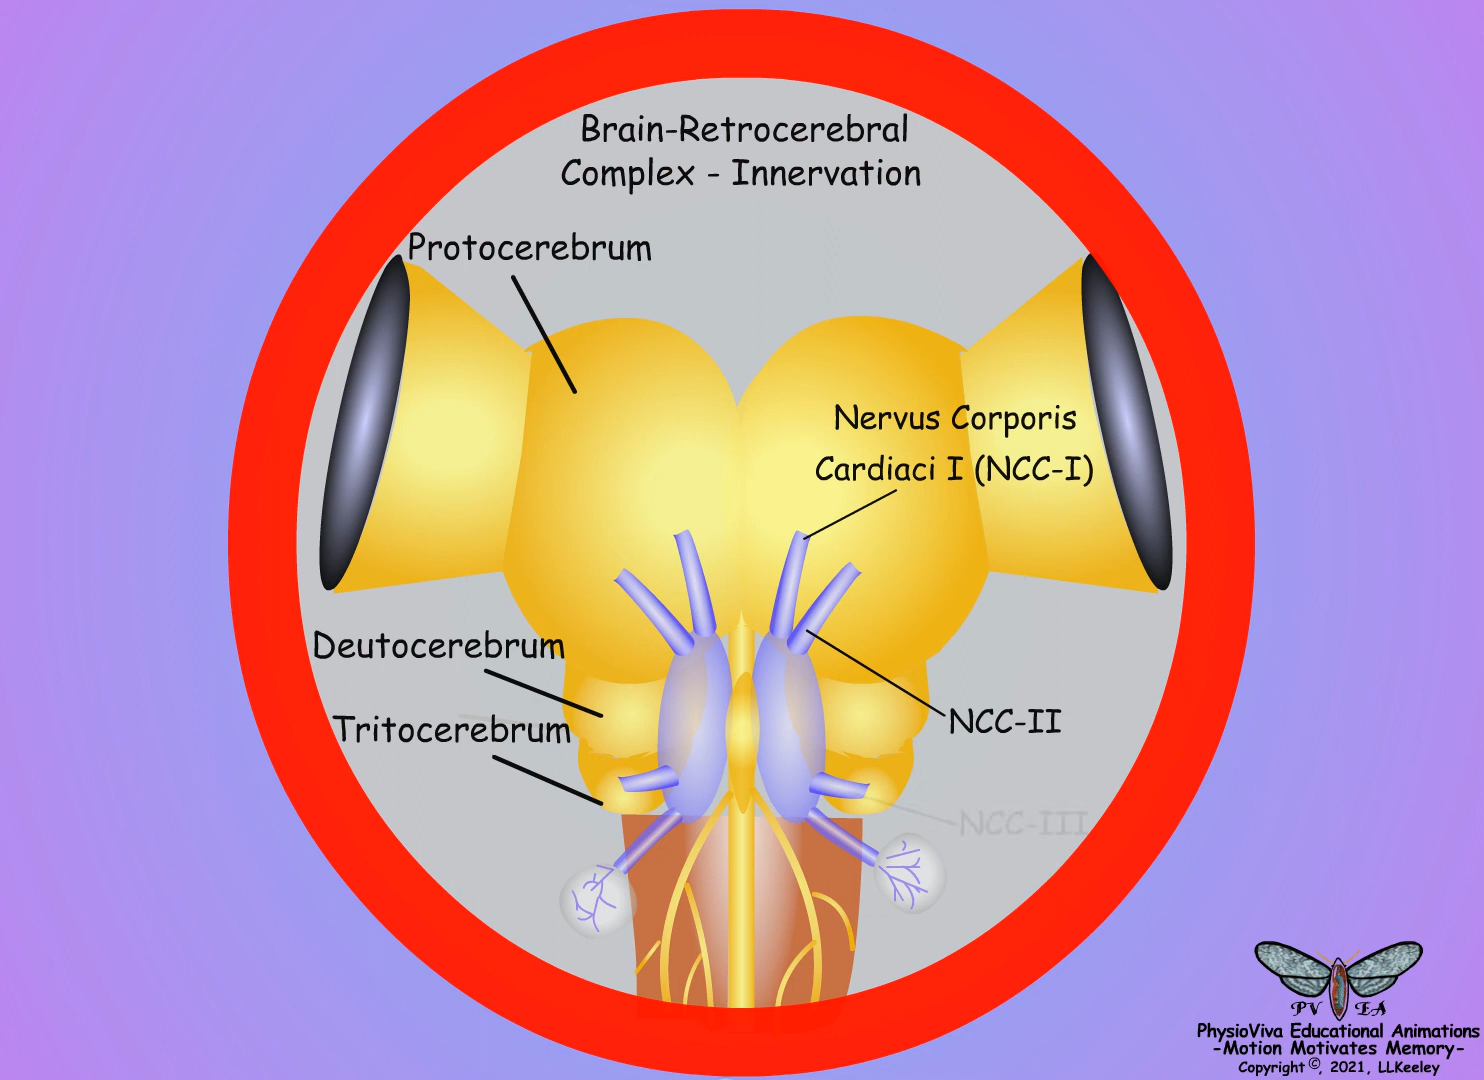 Brain-Retrocerebral
Complex - Innervation
Protocerebrum
Nervus Corporis
Cardiaci I (NCC-I)
Deutocerebrum
Tritocerebrum
NCC-II
NCC-III
PV EA
PhysioViva Educational Animations
-Motion Motivates Memory-
Copyright ©, 2021, LLKeeley